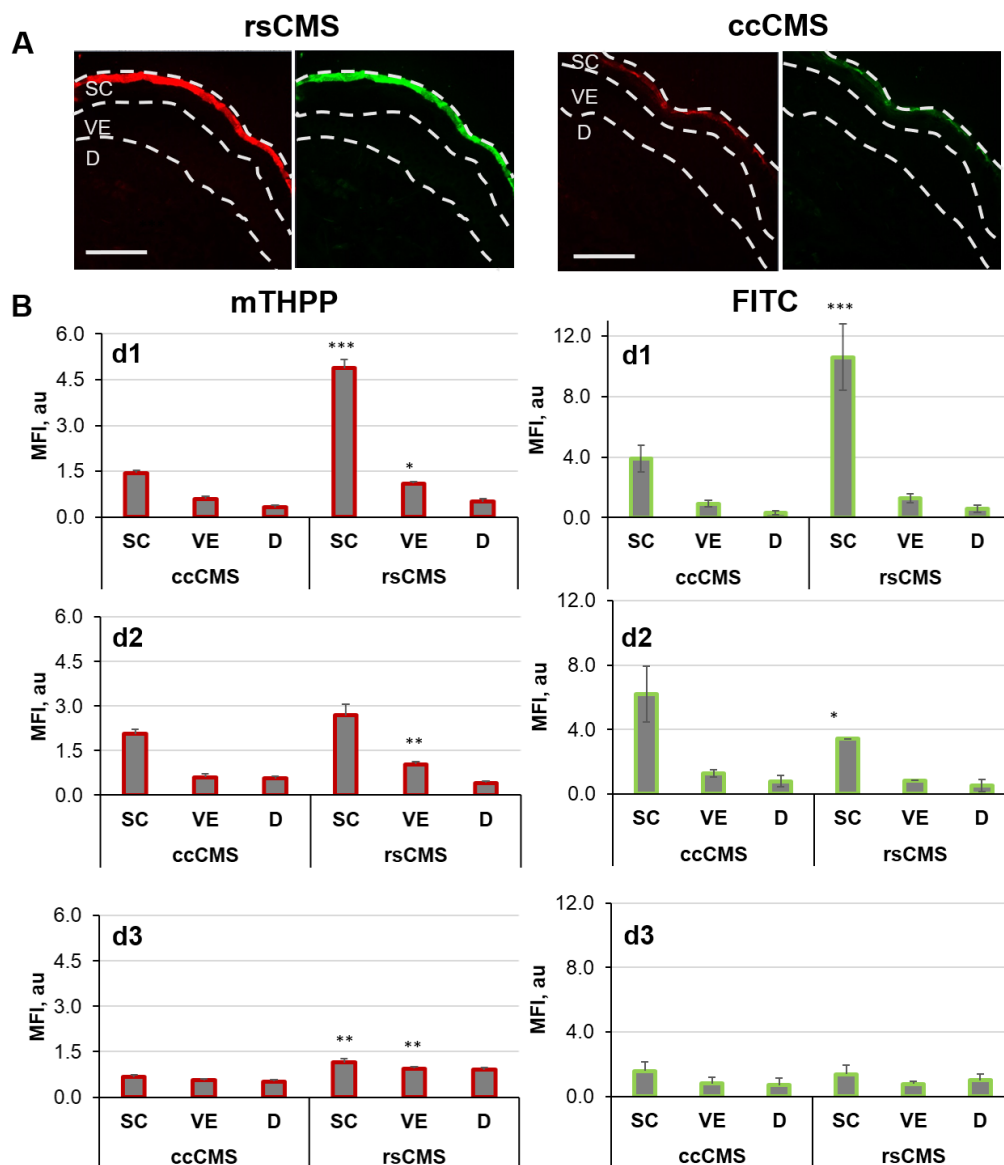 A
rsCMS
ccCMS
SC
VE
D
SC
VE
D
B
mTHPP
FITC
d1
MFI, au
6.0
4.5
3.0
1.5
0.0
***
*
SC VE D SC VE D
ccCMS rsCMS
d1
MFI, au
12.0
8.0
4.0
0.0
***
SC VE D SC VE D
ccCMS rsCMS
d2
MFI, au
6.0
4.5
3.0
1.5
0.0
**
SC VE D SC VE D
ccCMS rsCMS
d2
MFI, au
12.0
8.0
4.0
0.0
*
SC VE D SC VE D
ccCMS rsCMS
d3
MFI, au
6.0
4.5
3.0
1.5
0.0
** **
SC VE D SC VE D
ccCMS rsCMS
d3
MFI, au
12.0
8.0
4.0
0.0
SC VE D SC VE D
ccCMS rsCMS